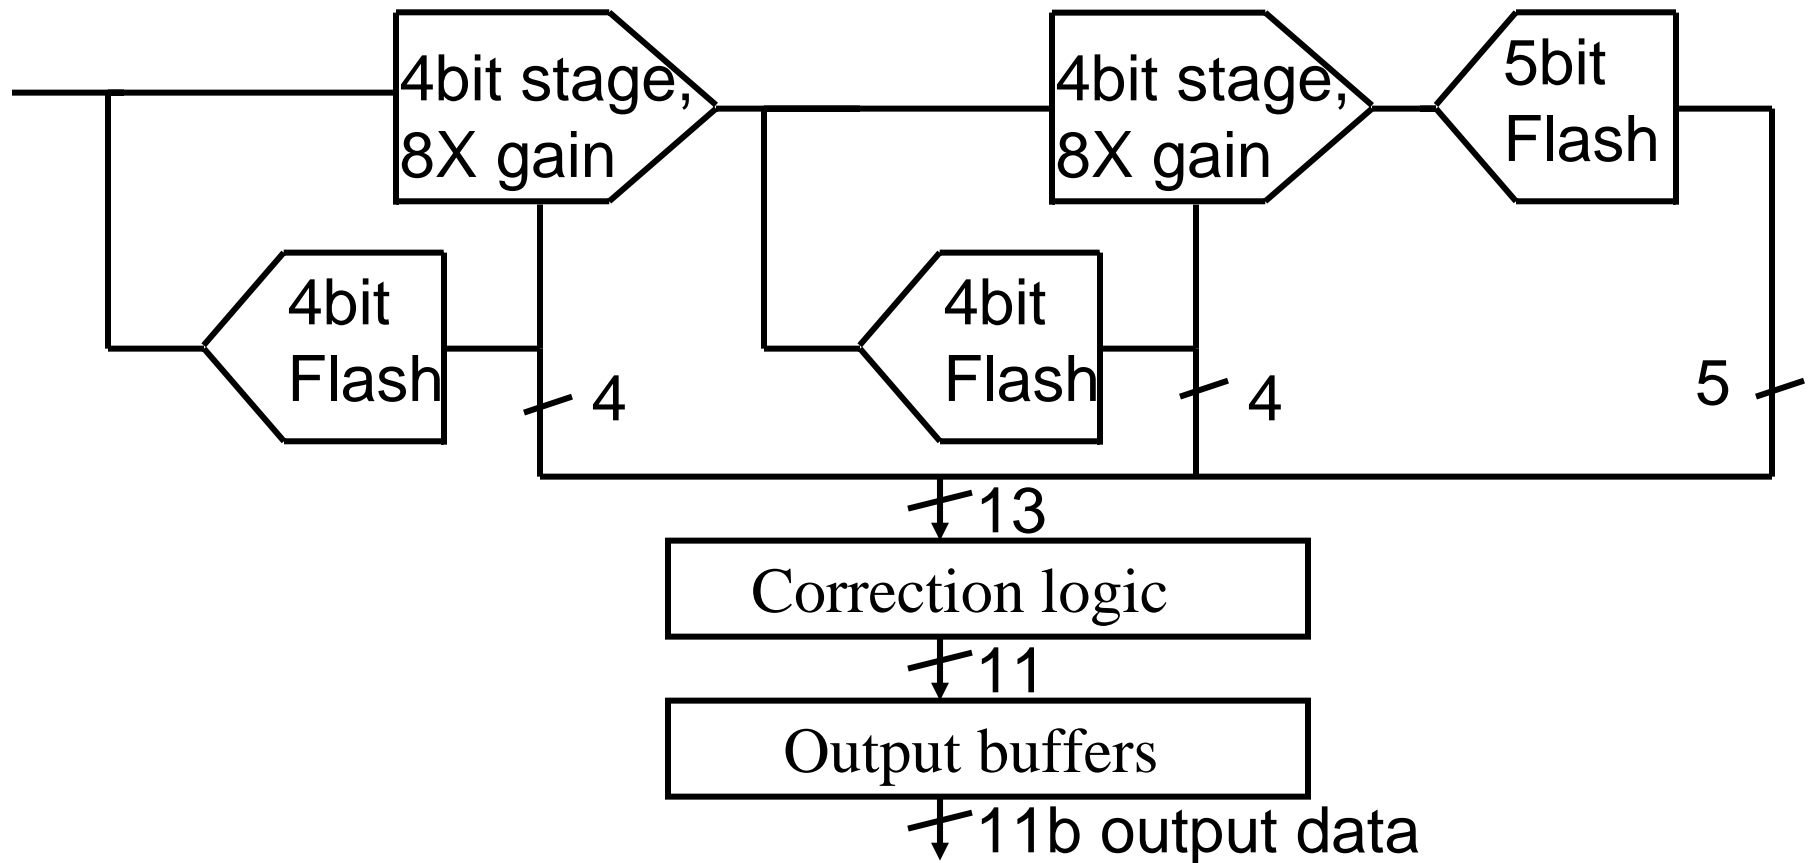 4bit stage,
8X gain
4bit stage,
8X gain
5bit
Flash
4bit
Flash
4
4bit
Flash
4
5
13
Correction logic
11
Output buffers
11b output data